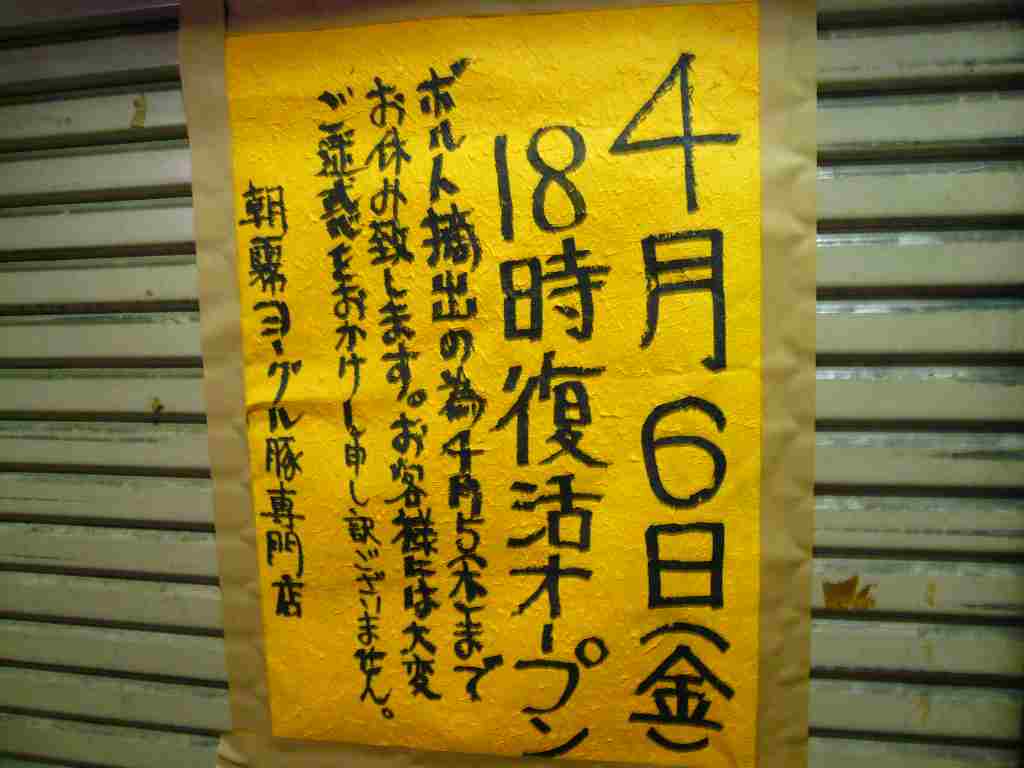 4月6日(金)
18時復活オープン
ボルト摘出の為4月5木まで
お休み致します。お客様には大変
ご迷惑をおかけし申し訳ございません。
朝霧ヨーグル豚専門店